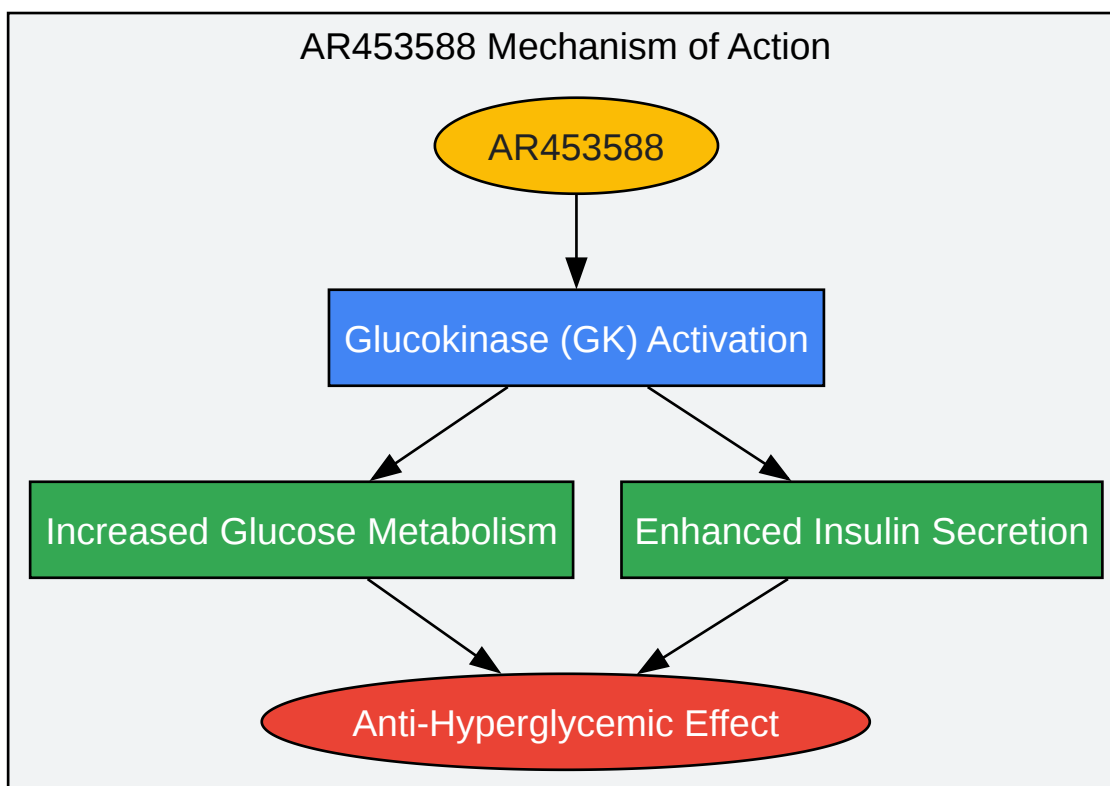 AR453588 Mechanism of Action
AR453588
Glucokinase (GK) Activation
Increased Glucose Metabolism
Enhanced Insulin Secretion
Anti-Hyperglycemic Effect